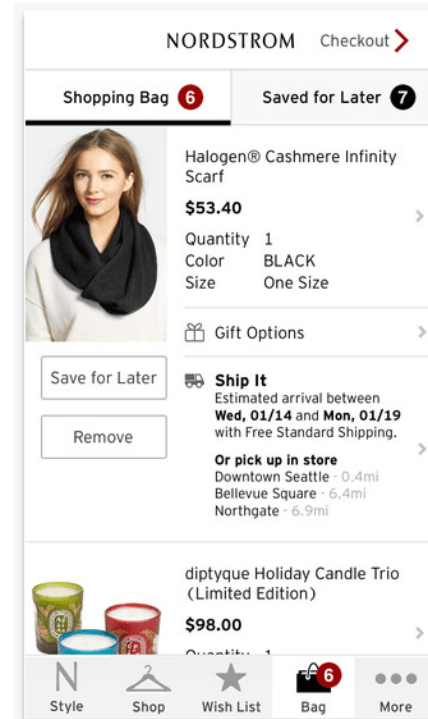 NORDSTROM Checkout
Shopping Bag 6 Saved for Later 7
Halogen® Cashmere Infinity
Scarf
$53.40
Quantity 1
Color BLACK
Size One Size
Gift Options
Save for Later
Remove
Ship It
Estimated arrival between
Wed, 01/14 and Mon, 01/19
with Free Standard Shipping.
Or pick up in store
Downtown Seattle - 0.4mi
Bellevue Square - 6.4mi
Northgate - 6.9mi
diptyque Holiday Candle Trio
(Limited Edition)
$98.00
Quantity 1
N 6
Style Shop Wish List Bag More